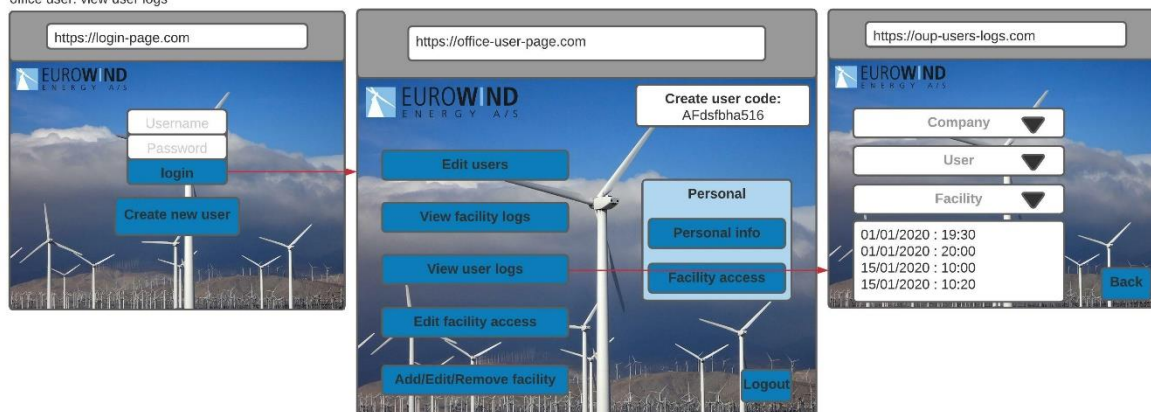 office user: view user logs
https://login-page.com
EUROWIND
ENERGY A/S
Username
Password
login
Create new user
https://office-user-page.com
EUROWIND
ENERGY A/S
Create user code:
AFdsfbha516
Edit users
View facility logs
View user logs
Edit facility access
Add/Edit/Remove facility
Personal
Personal info
Facility access
Logout
https://oup-users-logs.com
EUROWIND
ENERGY A/S
Company
User
Facility
01/01/2020 : 19:30
01/01/2020 : 20:00
15/01/2020 : 10:00
15/01/2020 : 10:20
Back